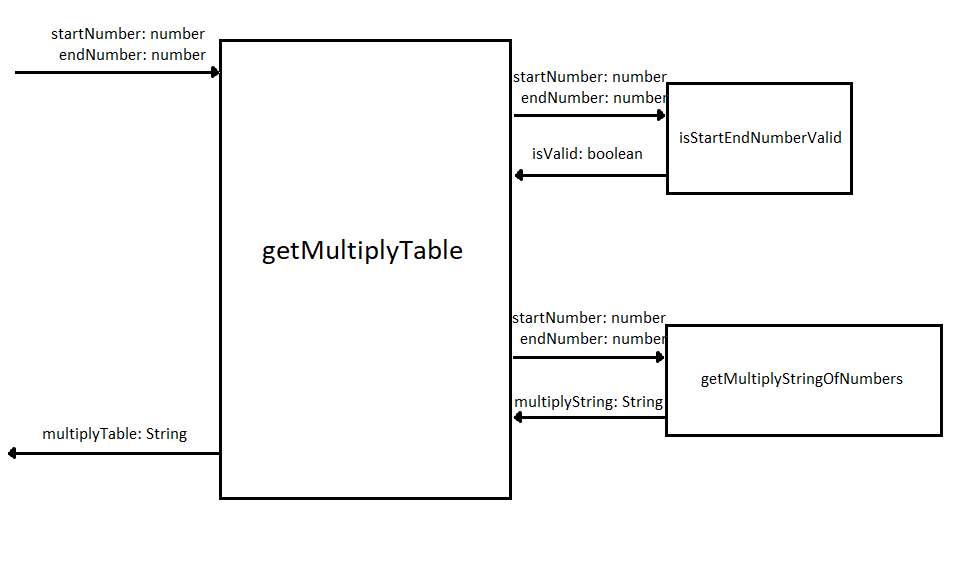 startNumber: number
endNumber: number
startNumber: number
endNumber: number
isStartEndNumberValid
isValid: boolean
getMultiplyTable
startNumber: number
endNumber: number
getMultiplyStringOfNumbers
multiplyString: String
multiplyTable: String